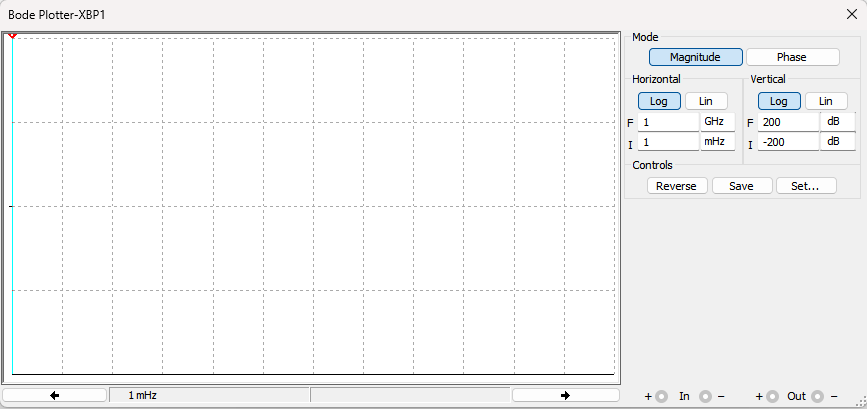 Bode Plotter-XBP1
Mode
Magnitude Phase
Horizontal Vertical
Log Lin Log Lin
F 1 GHz F 200 dB
I 1 mHz I -200 dB
Controls
Reverse Save Set...
1 mHz + In − + Out −